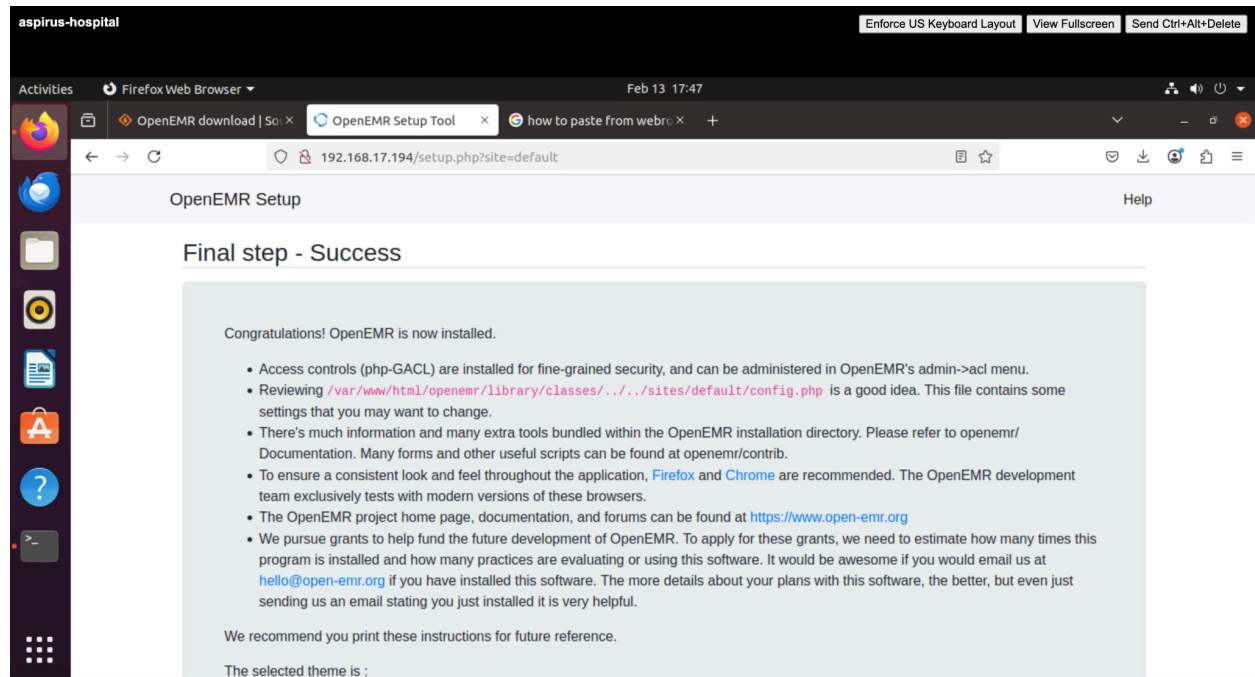 aspirus-hospital
Enforce US Keyboard Layout
View Fullscreen
Send Ctrl+Alt+Delete
Activities
Firefox Web Browser
Feb 13 17:47
OpenEMR download | Sou
OpenEMR Setup Tool
how to paste from webro
192.168.17.194/setup.php?site=default
OpenEMR Setup
Help
Final step - Success
Congratulations! OpenEMR is now installed.
Access controls (php-GACL) are installed for fine-grained security, and can be administered in OpenEMR's admin->acl menu.
Reviewing /var/www/html/openemr/library/classes/../../sites/default/config.php is a good idea. This file contains some
settings that you may want to change.
There's much information and many extra tools bundled within the OpenEMR installation directory. Please refer to openemr/
Documentation. Many forms and other useful scripts can be found at openemr/contrib.
To ensure a consistent look and feel throughout the application, Firefox and Chrome are recommended. The OpenEMR development
team exclusively tests with modern versions of these browsers.
The OpenEMR project home page, documentation, and forums can be found at https://www.open-emr.org
We pursue grants to help fund the future development of OpenEMR. To apply for these grants, we need to estimate how many times this
program is installed and how many practices are evaluating or using this software. It would be awesome if you would email us at
hello@open-emr.org if you have installed this software. The more details about your plans with this software, the better, but even just
sending us an email stating you just installed it is very helpful.
We recommend you print these instructions for future reference.
The selected theme is :